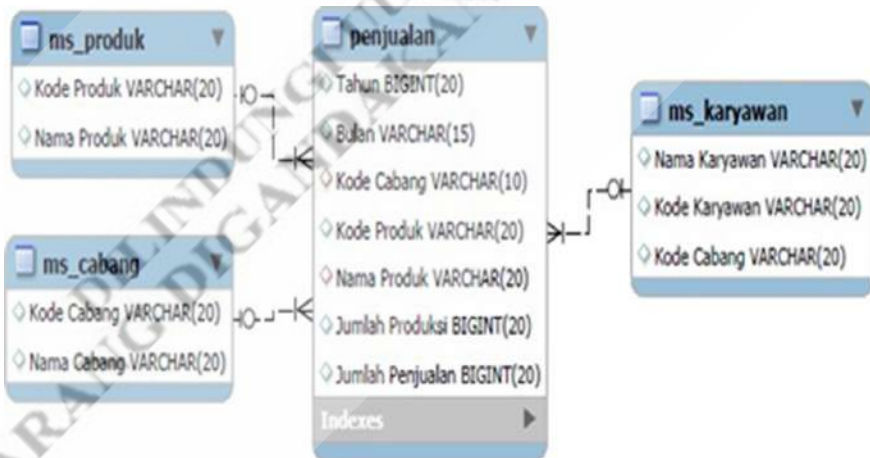 ms_produk
Kode Produk VARCHAR(20)
Nama Produk VARCHAR(20)
ms_cabang
Kode Cabang VARCHAR(20)
Nama Cabang VARCHAR(20)
penjualan
Tahun BIGINT(20)
Bulan VARCHAR(15)
Kode Cabang VARCHAR(10)
Kode Produk VARCHAR(20)
Nama Produk VARCHAR(20)
Jumlah Produksi BIGINT(20)
Jumlah Penjualan BIGINT(20)
Indexes
ms_karyawan
Nama Karyawan VARCHAR(20)
Kode Karyawan VARCHAR(20)
Kode Cabang VARCHAR(20)